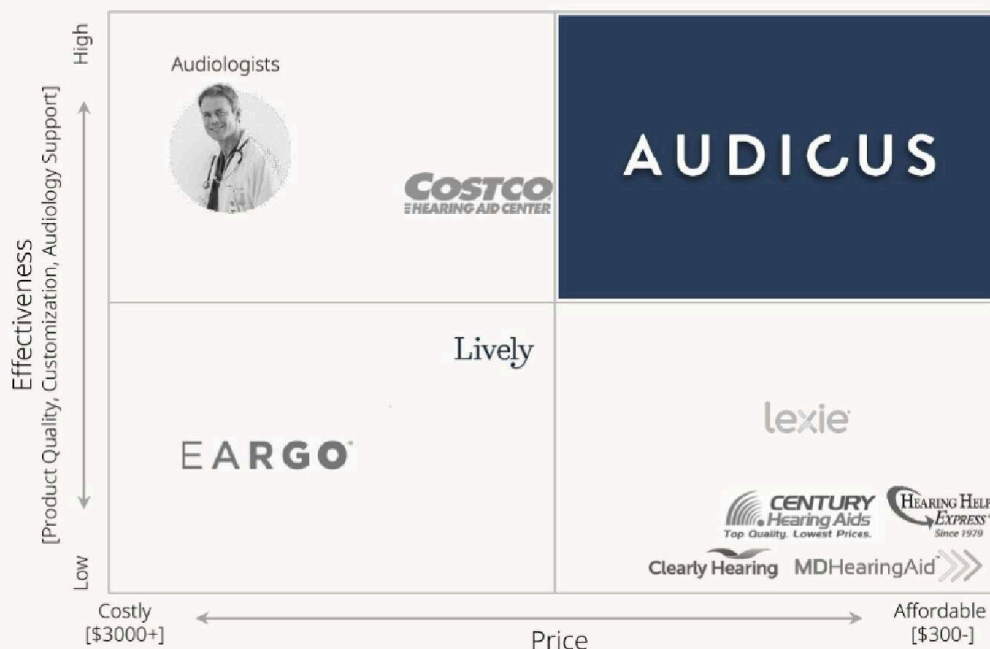 High
Effectiveness
[Product Quality, Customization, Audiology Support]
Low
Audiologists
COSTCO
HEARING AID CENTER
AUDICUS
Lively
EARGO
lexie
CENTURY
Hearing Aids
Top Quality. Lowest Prices.
HEARING HELP
EXPRESS
Since 1979
Clearly Hearing
MDHearingAid
Costly
[$3000+]
Price
Affordable
[$300-]